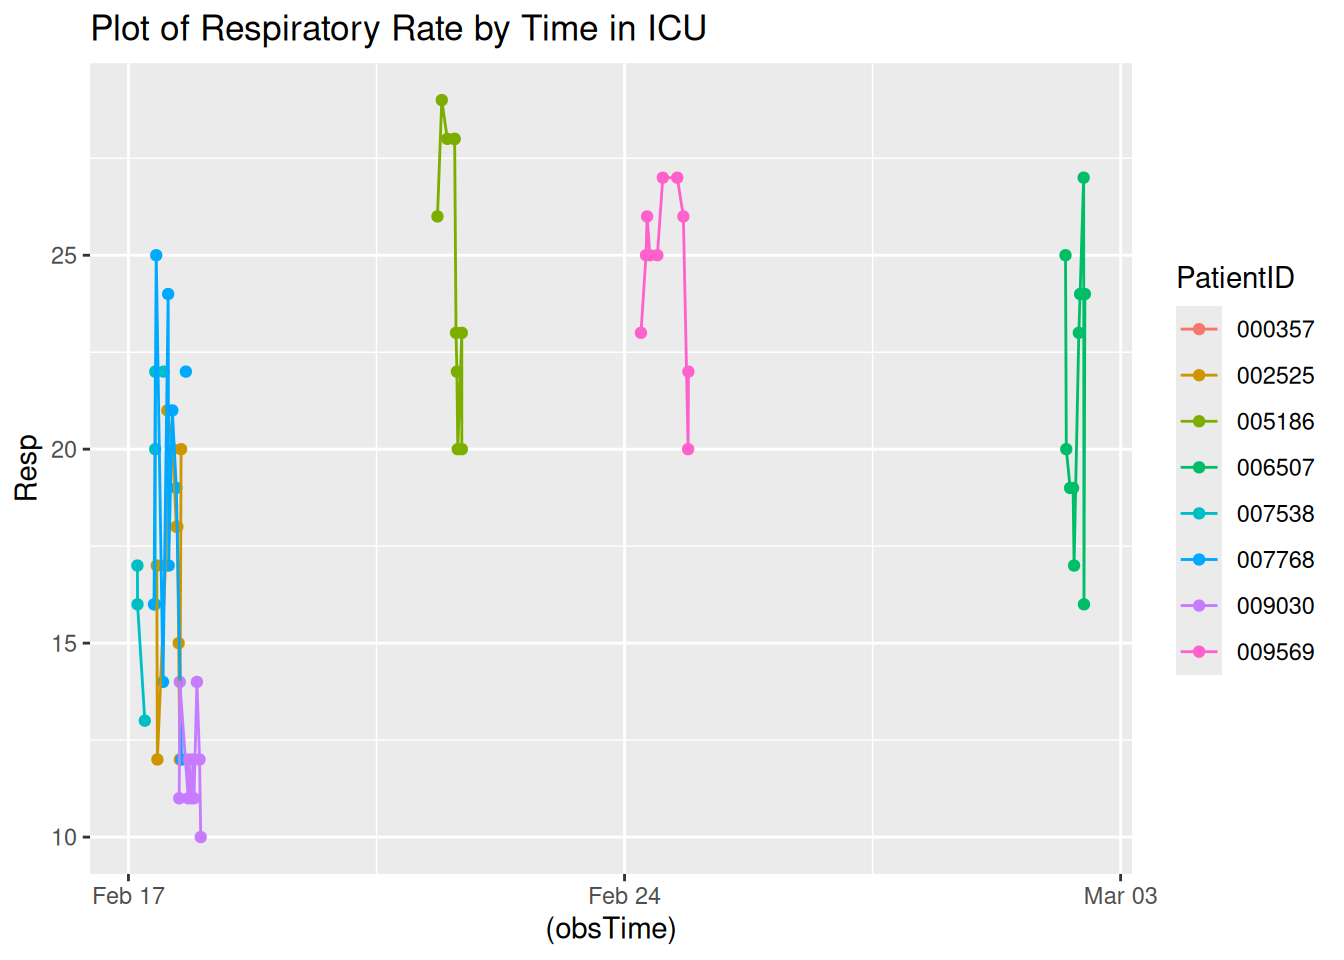 Plot of Respiratory Rate by Time in ICU
25
20
15
10
Resp
Feb 17
Feb 24
Mar 03
(obsTime)
PatientID
000357
002525
005186
006507
007538
007768
009030
009569